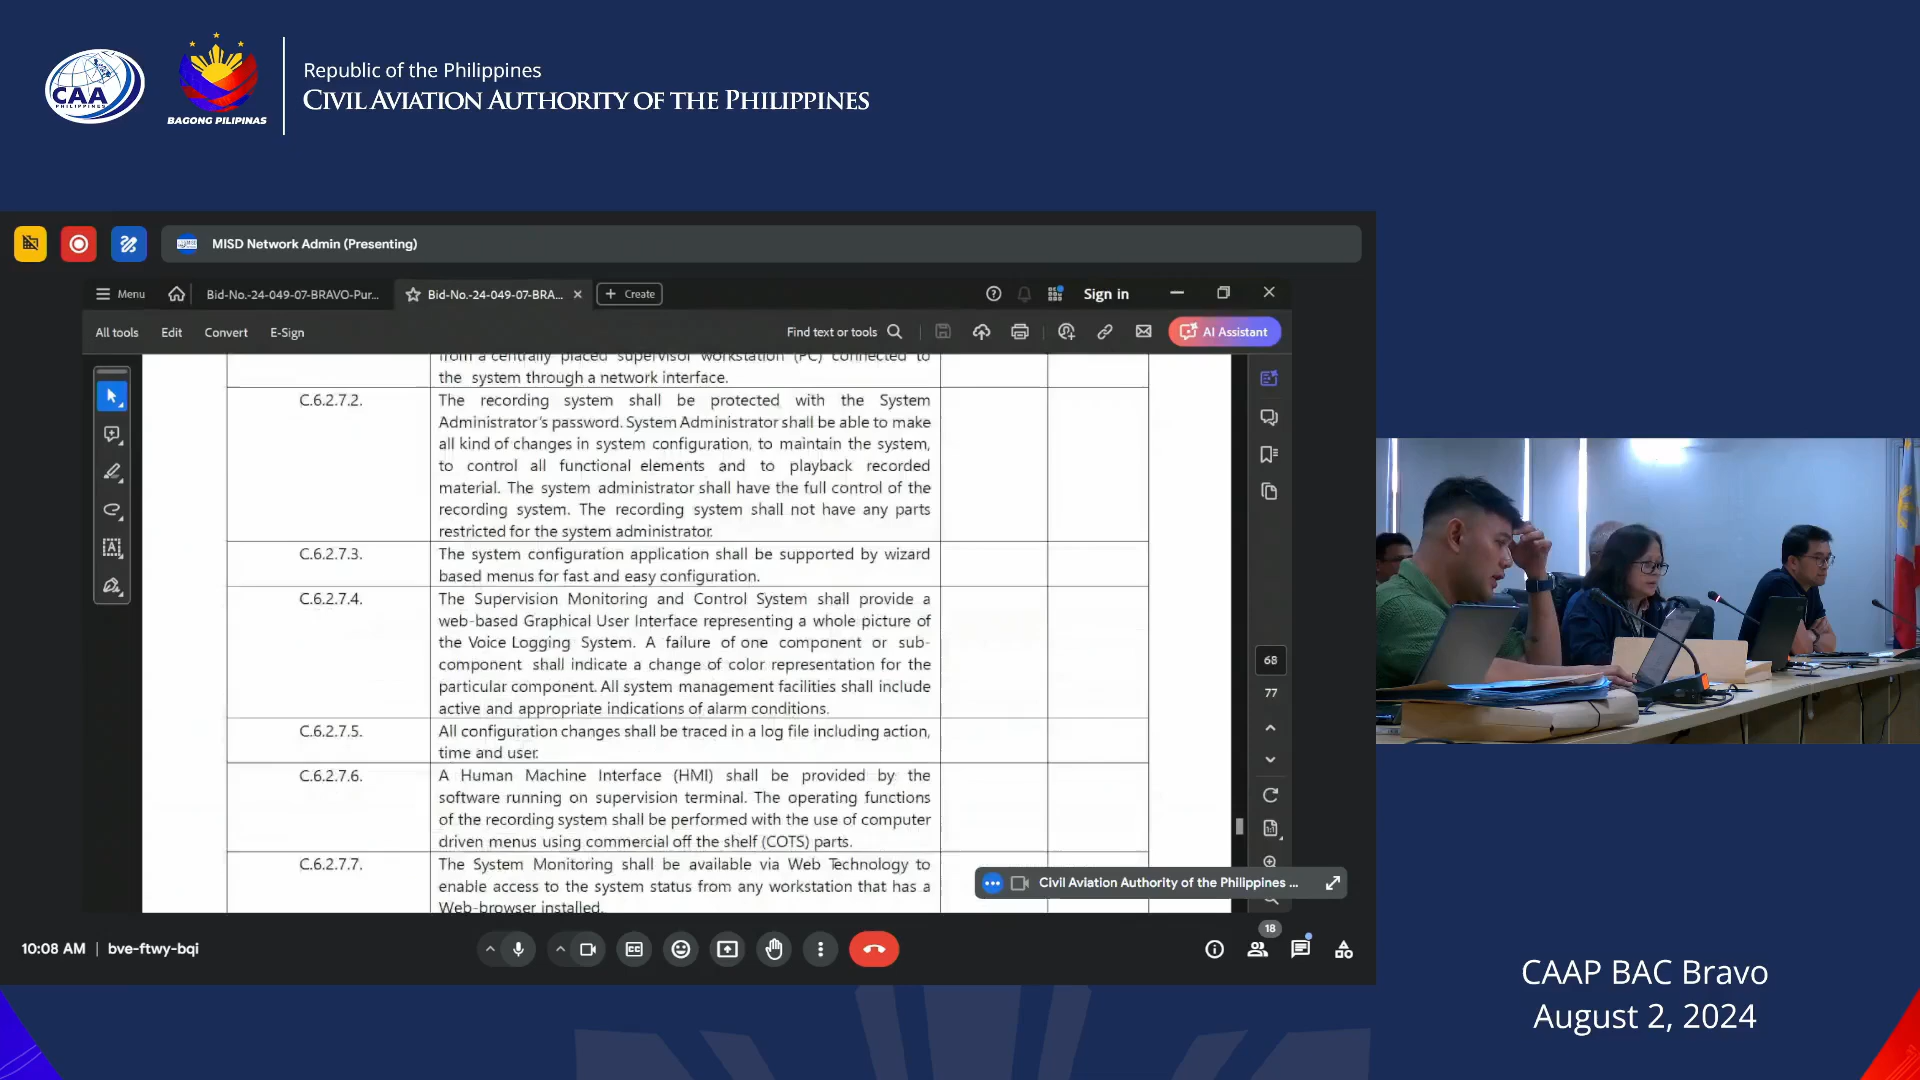 CAA
PHILIPPINES
BAGONG PILIPINAS
Republic of the Philippines
CIVIL AVIATION AUTHORITY OF THE PHILIPPINES
MISD Network Admin (Presenting)
Menu
Bid-No.-24-049-07-BRAVO-Pur...
Bid-No.-24-049-07-BRA...
Create
Sign in
All tools
Edit
Convert
E-Sign
Find text or tools
AI Assistant
from a centrally placed supervisor workstation (PC) connected to
the system through a network interface.
C.6.2.7.2.
The recording system shall be protected with the System
Administrator's password. System Administrator shall be able to make
all kind of changes in system configuration, to maintain the system,
to control all functional elements and to playback recorded
material. The system administrator shall have the full control of the
recording system. The recording system shall not have any parts
restricted for the system administrator.
C.6.2.7.3.
The system configuration application shall be supported by wizard
based menus for fast and easy configuration.
C.6.2.7.4.
The Supervision Monitoring and Control System shall provide a
web-based Graphical User Interface representing a whole picture of
the Voice Logging System. A failure of one component or sub-
component shall indicate a change of color representation for the
particular component. All system management facilities shall include
active and appropriate indications of alarm conditions.
C.6.2.7.5.
All configuration changes shall be traced in a log file including action,
time and user.
C.6.2.7.6.
A Human Machine Interface (HMI) shall be provided by the
software running on supervision terminal. The operating functions
of the recording system shall be performed with the use of computer
driven menus using commercial off the shelf (COTS) parts.
C.6.2.7.7.
The System Monitoring shall be available via Web Technology to
enable access to the system status from any workstation that has a
Web-browser installed.
68
77
Civil Aviation Authority of the Philippines ...
18
10:08 AM | bve-ftwy-bqi
CAAP BAC Bravo
August 2, 2024